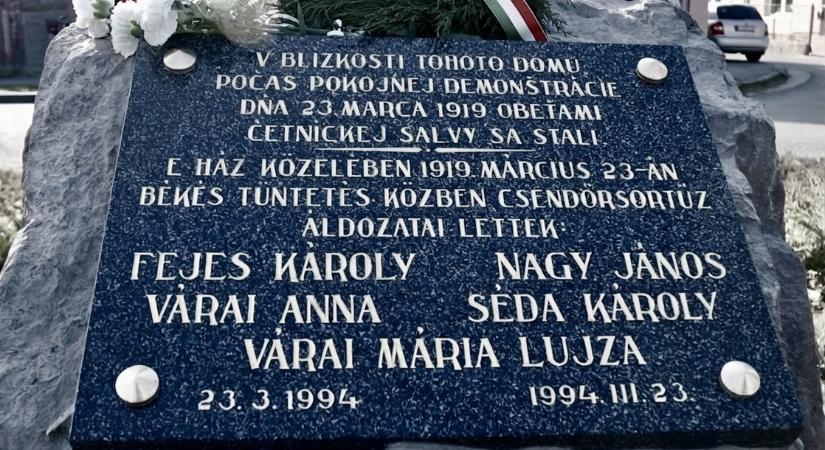 V BLÍZKOSTI TOHOTO DOMU
POČAS POKOJNEJ DEMONŠTRÁCIE
DŇA 23.MARCA 1919 OBEŤAMI
ČETNÍCKEJ SALVY SA STALI
E HÁZ KÖZELÉBEN 1919.MÁRCIUS 23-ÁN
BÉKÉS TÜNTETÉS KÖZBEN CSENDŐRSORTŰZ
ÁLDOZATAI LETTEK:
FEJES KÁROLY NAGY JÁNOS
VÁRAI ANNA SÉDA KÁROLY
VÁRAI MÁRIA LUJZA
23. 3. 1994 1994. III. 23.